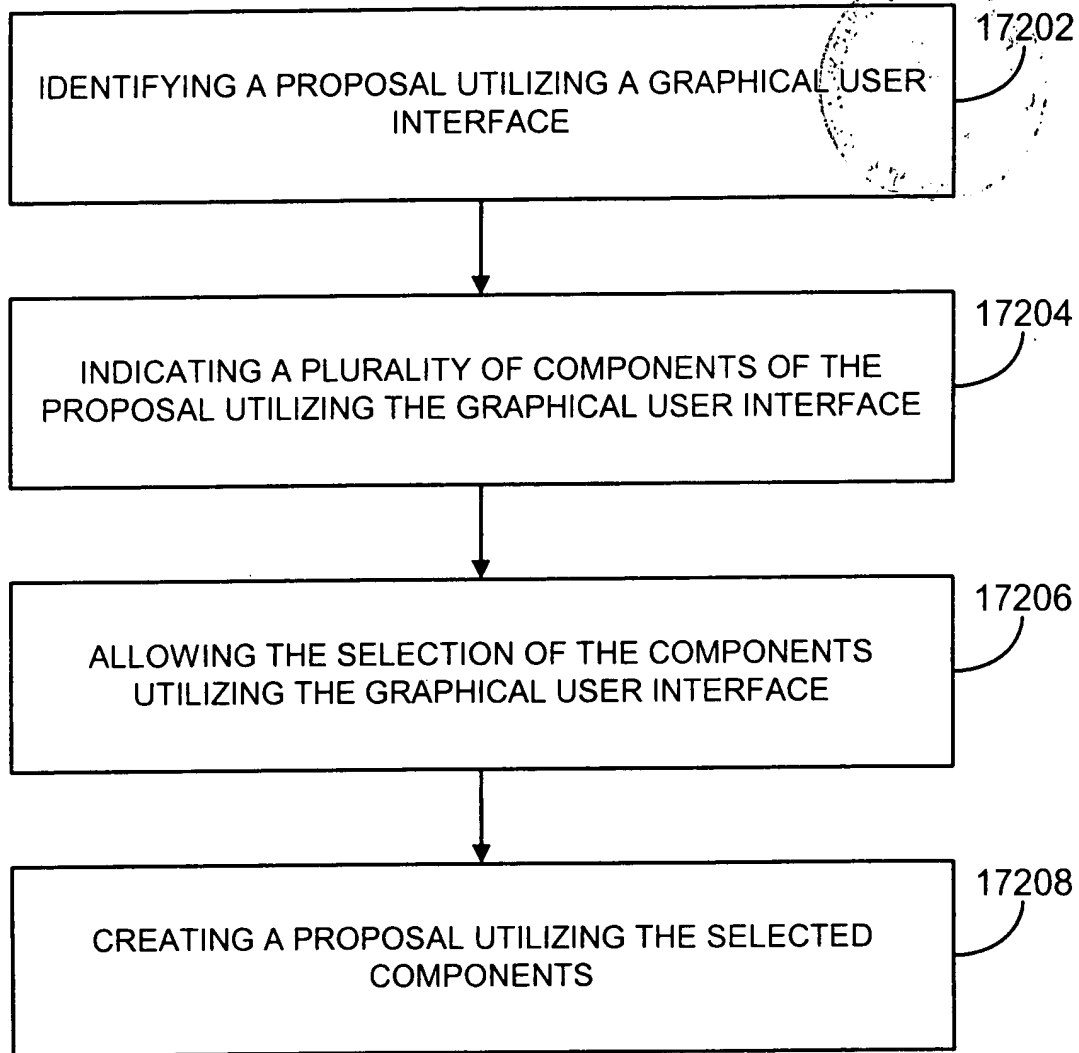 17202
IDENTIFYING A PROPOSAL UTILIZING A GRAPHICAL USER
INTERFACE
17204
INDICATING A PLURALITY OF COMPONENTS OF THE
PROPOSAL UTILIZING THE GRAPHICAL USER INTERFACE
17206
ALLOWING THE SELECTION OF THE COMPONENTS
UTILIZING THE GRAPHICAL USER INTERFACE
17208
CREATING A PROPOSAL UTILIZING THE SELECTED
COMPONENTS